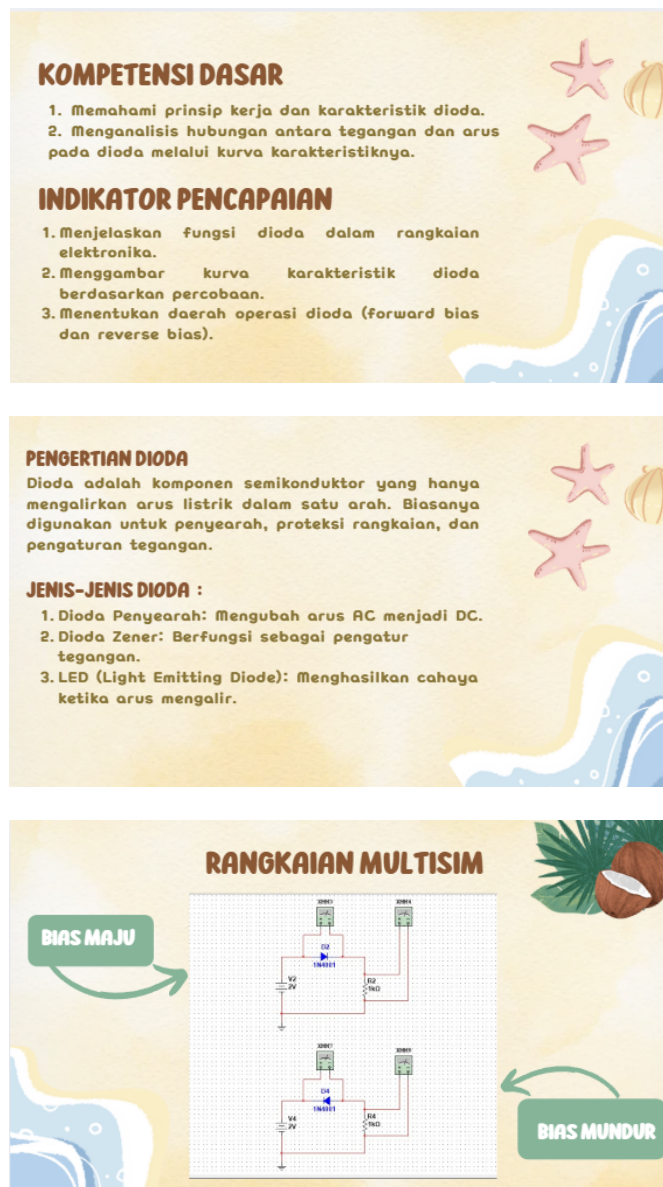 KOMPETENSI DASAR
1. Memahami prinsip kerja dan karakteristik dioda.
2. Menganalisis hubungan antara tegangan dan arus
pada dioda melalui kurva karakteristiknya.
INDIKATOR PENCAPAIAN
1. Menjelaskan fungsi dioda dalam rangkaian
elektronika.
2. Menggambar kurva karakteristik dioda
berdasarkan percobaan.
3. Menentukan daerah operasi dioda (forward bias
dan reverse bias).
PENGERTIAN DIODA
Dioda adalah komponen semikonduktor yang hanya
mengalirkan arus listrik dalam satu arah. Biasanya
digunakan untuk penyearah, proteksi rangkaian, dan
pengaturan tegangan.
JENIS-JENIS DIODA :
1. Dioda Penyearah: Mengubah arus AC menjadi DC.
2. Dioda Zener: Berfungsi sebagai pengatur
tegangan.
3. LED (Light Emitting Diode): Menghasilkan cahaya
ketika arus mengalir.
RANGKAIAN MULTISIM
BIAS MAJU
XMM3
XMM4
D2
1N4001
V2
2V
R2
1kΩ
XMM7
D4
1N4001
V4
2V
R4
1kΩ
BIAS MUNDUR